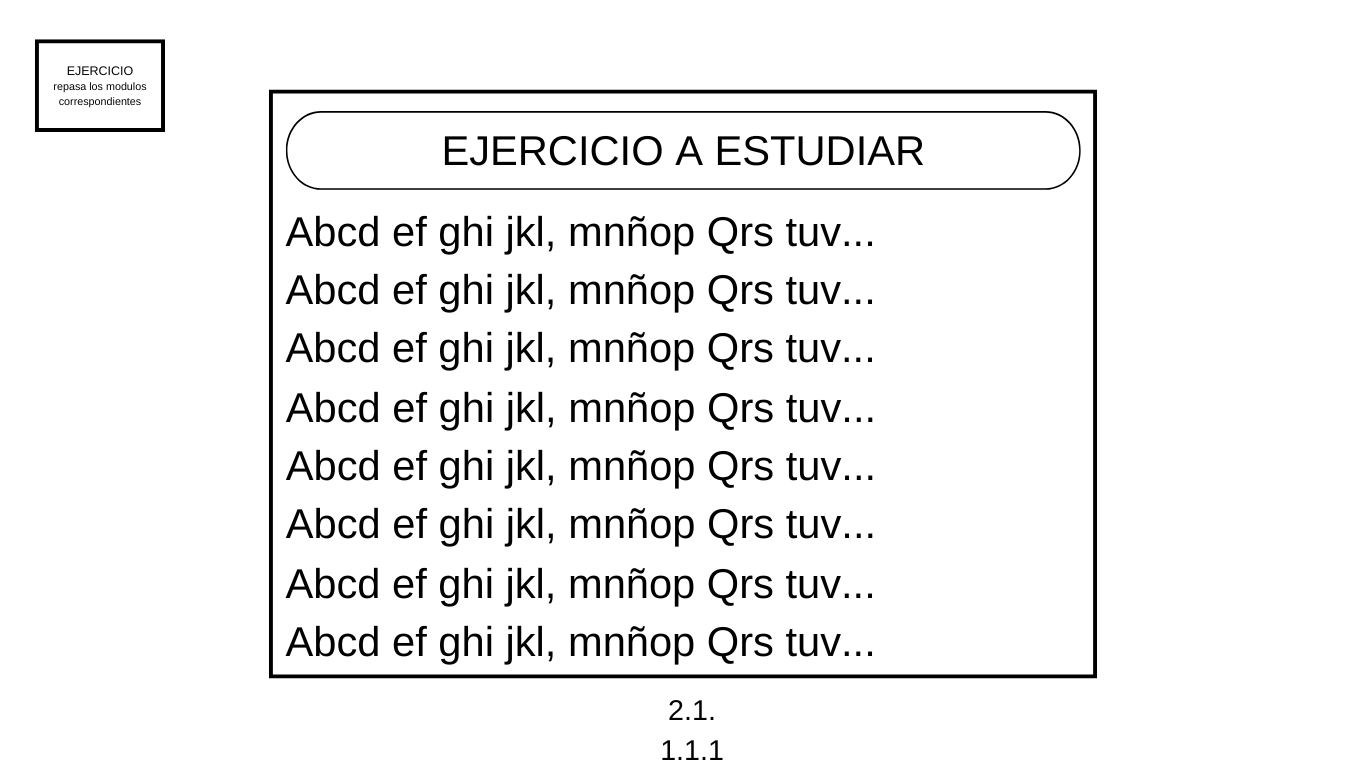 EJERCICIO
repasa los modulos
correspondientes
EJERCICIO A ESTUDIAR
Abcd ef ghi jkl, mnñop Qrs tuv...
Abcd ef ghi jkl, mnñop Qrs tuv...
Abcd ef ghi jkl, mnñop Qrs tuv...
Abcd ef ghi jkl, mnñop Qrs tuv...
Abcd ef ghi jkl, mnñop Qrs tuv...
Abcd ef ghi jkl, mnñop Qrs tuv...
Abcd ef ghi jkl, mnñop Qrs tuv...
Abcd ef ghi jkl, mnñop Qrs tuv...
2.1.
1.1.1